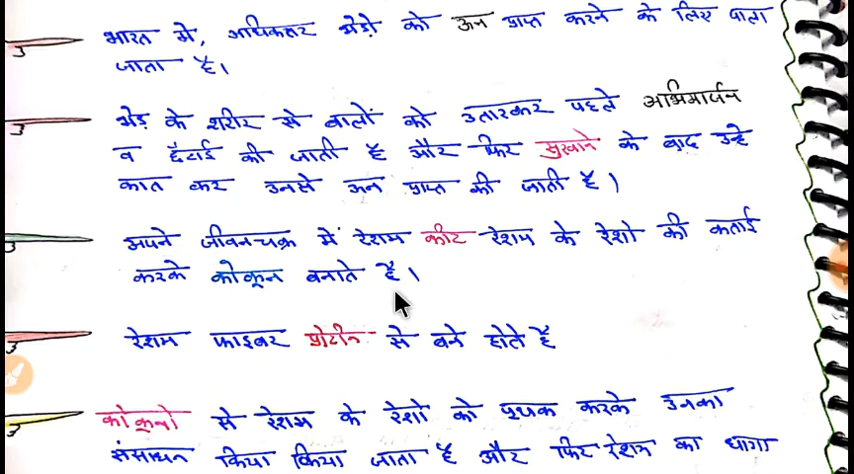 भारत में, अधिकतर भेड़ो को ऊन प्राप्त करने के लिए पाला
जाता है।
भेड़ के शरीर से बालों को उतारकर पहले अभिमार्जन
व छँटाई की जाती है और फिर सुखाने के बाद उन्हे
कात कर उनसे ऊन प्राप्त की जाती है।
अपने जीवनचक्र में रेशम कीट रेशम के रेशो की कताई
करके कोकून बनाते है।
रेशम फाइबर प्रोटीन से बने होते है
कोकूनो से रेशम के रेशो को पृथक करके उनका
संसाधन किया किया जाता है और फिर रेशम का धागा